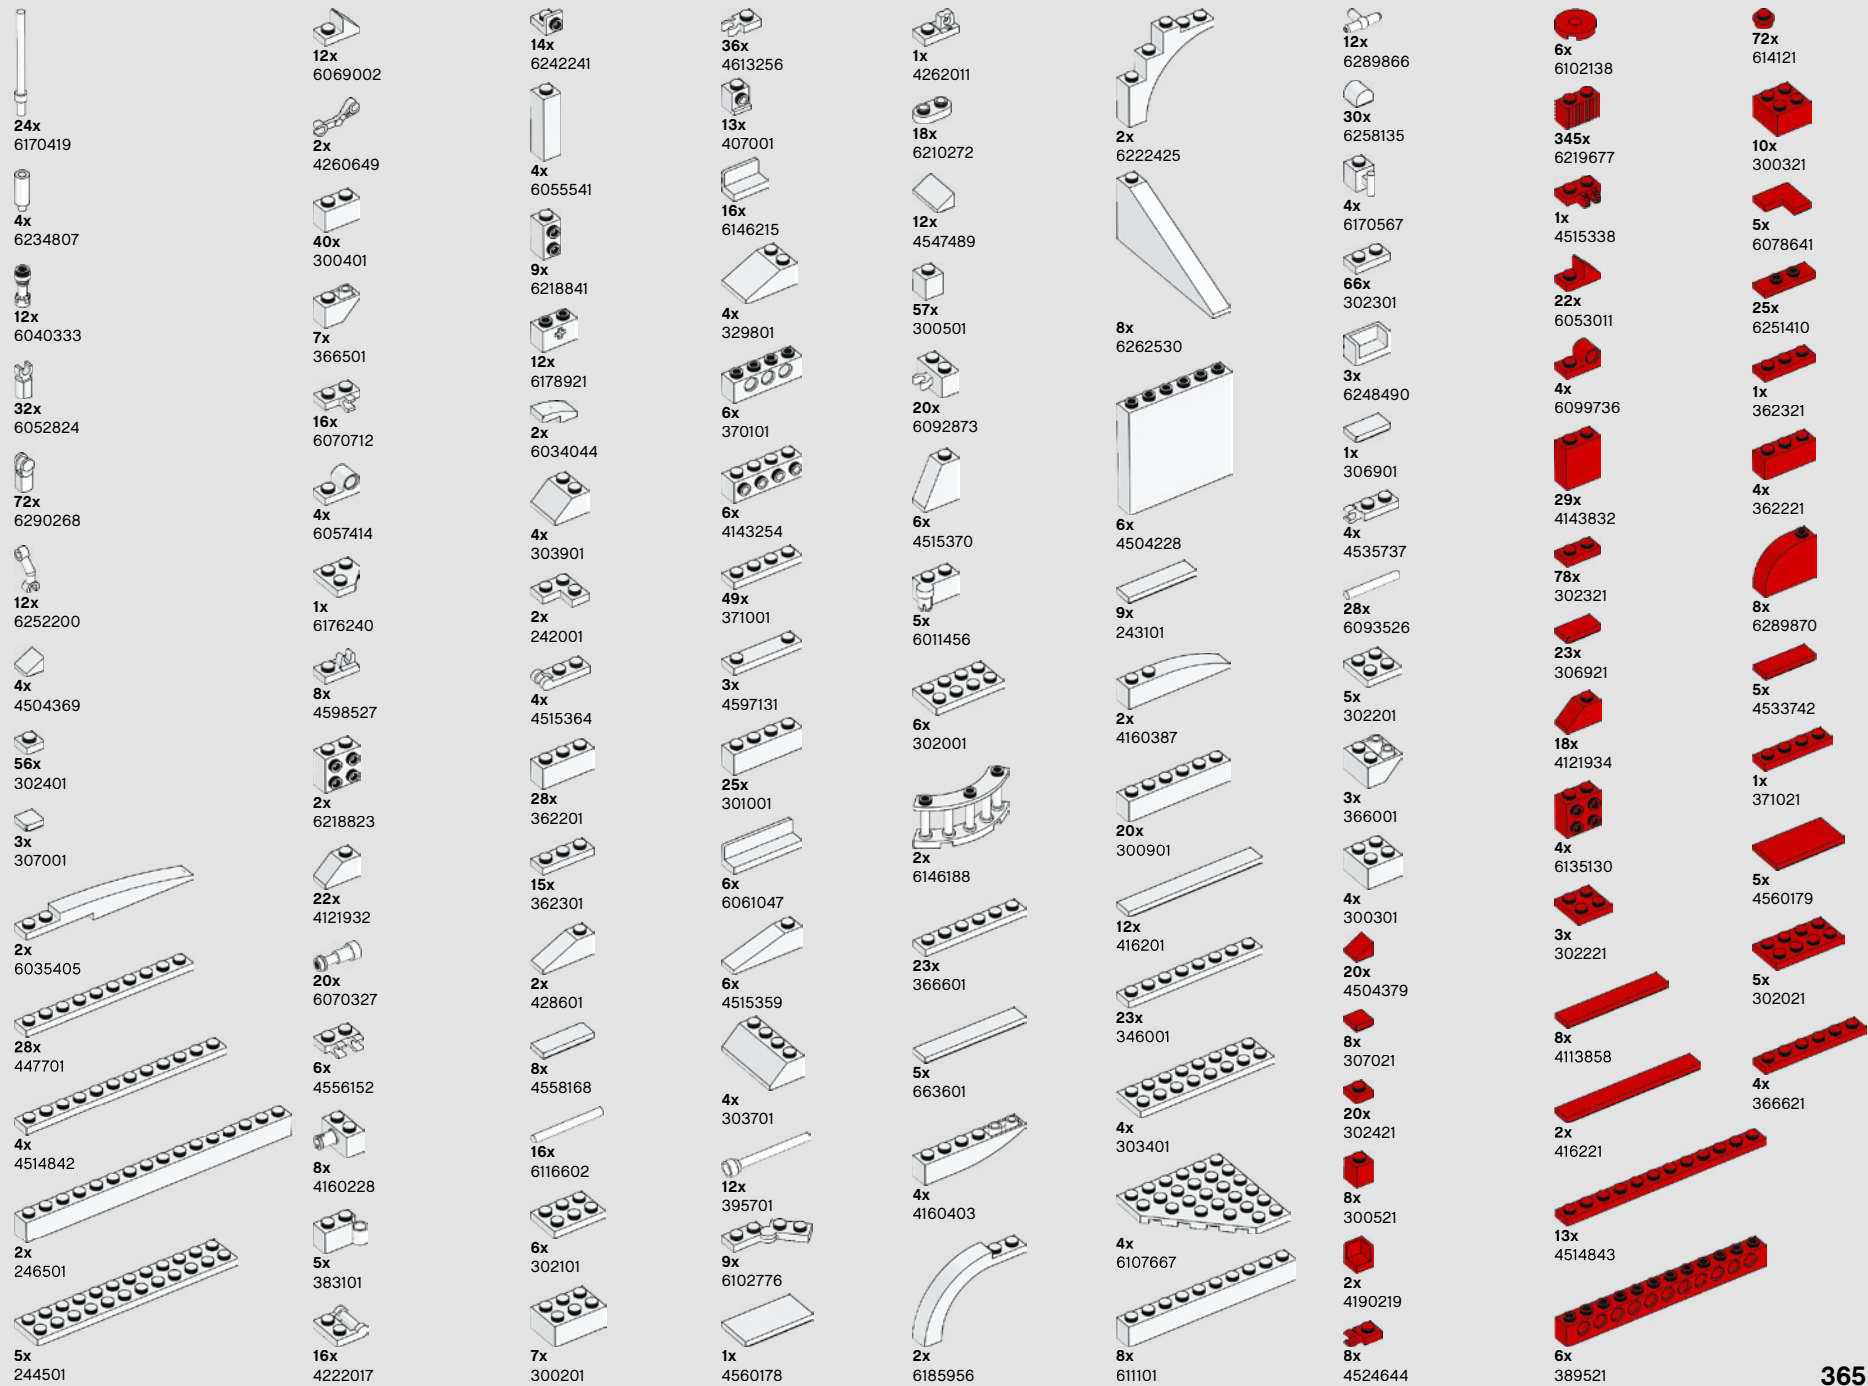 24x
6170419
4x
6234807
12x
6040333
32x
6052824
72x
6290268
12x
6252200
4x
4504369
56x
302401
3x
307001
2x
6035405
28x
447701
4x
4514842
2x
246501
5x
244501
12x
6069002
2x
4260649
40x
300401
7x
366501
16x
6070712
4x
6057414
1x
6176240
8x
4598527
2x
6218823
22x
4121932
20x
6070327
6x
4556152
8x
4160228
5x
383101
16x
4222017
14x
6242241
4x
6055541
9x
6218841
12x
6178921
2x
6034044
4x
303901
2x
242001
4x
4515364
28x
362201
15x
362301
2x
428601
8x
4558168
16x
6116602
6x
302101
7x
300201
36x
4613256
13x
407001
16x
6146215
4x
329801
6x
370101
6x
4143254
49x
371001
3x
4597131
25x
301001
6x
6061047
6x
4515359
4x
303701
12x
395701
9x
6102776
1x
4560178
1x
4262011
18x
6210272
12x
4547489
57x
300501
20x
6092873
6x
4515370
5x
6011456
6x
302001
2x
6146188
23x
366601
5x
663601
4x
4160403
2x
6185956
2x
6222425
8x
6262530
6x
4504228
9x
243101
2x
4160387
20x
300901
12x
416201
23x
346001
4x
303401
4x
6107667
8x
611101
12x
6289866
30x
6258135
4x
6170567
66x
302301
3x
6248490
1x
306901
4x
4535737
28x
6093526
5x
302201
3x
366001
4x
300301
20x
4504379
8x
307021
20x
302421
8x
300521
2x
4190219
8x
4524644
6x
6102138
345x
6219677
1x
4515338
22x
6053011
4x
6099736
29x
4143832
78x
302321
23x
306921
18x
4121934
4x
6135130
3x
302221
8x
4113858
2x
416221
13x
4514843
6x
389521
72x
614121
10x
300321
5x
6078641
25x
6251410
1x
362321
4x
362221
8x
6289870
5x
4533742
1x
371021
5x
4560179
5x
302021
4x
366621
365